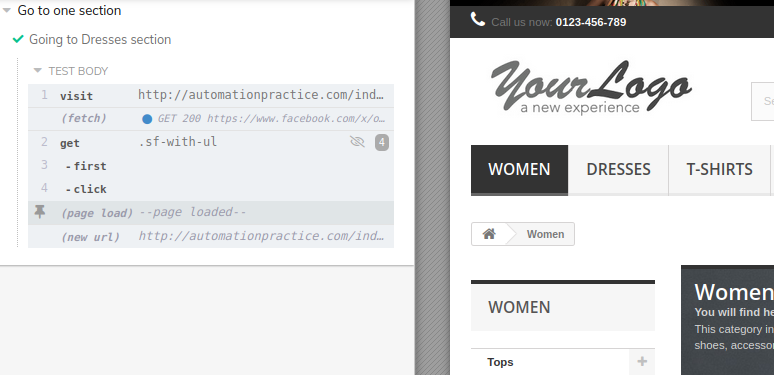 Go to one section
Going to Dresses section
TEST BODY
1 visit http://automationpractice.com/ind…
(fetch) GET 200 https://www.facebook.com/x/o…
2 get .sf-with-ul 4
3 -first
4 -click
(page load) --page loaded--
(new url) http://automationpractice.com/ind…
Call us now: 0123-456-789
YourLogo
a new experience
Se
WOMEN DRESSES T-SHIRTS
Women
WOMEN
Tops
Women
You will find he
This category in
shoes, accessor